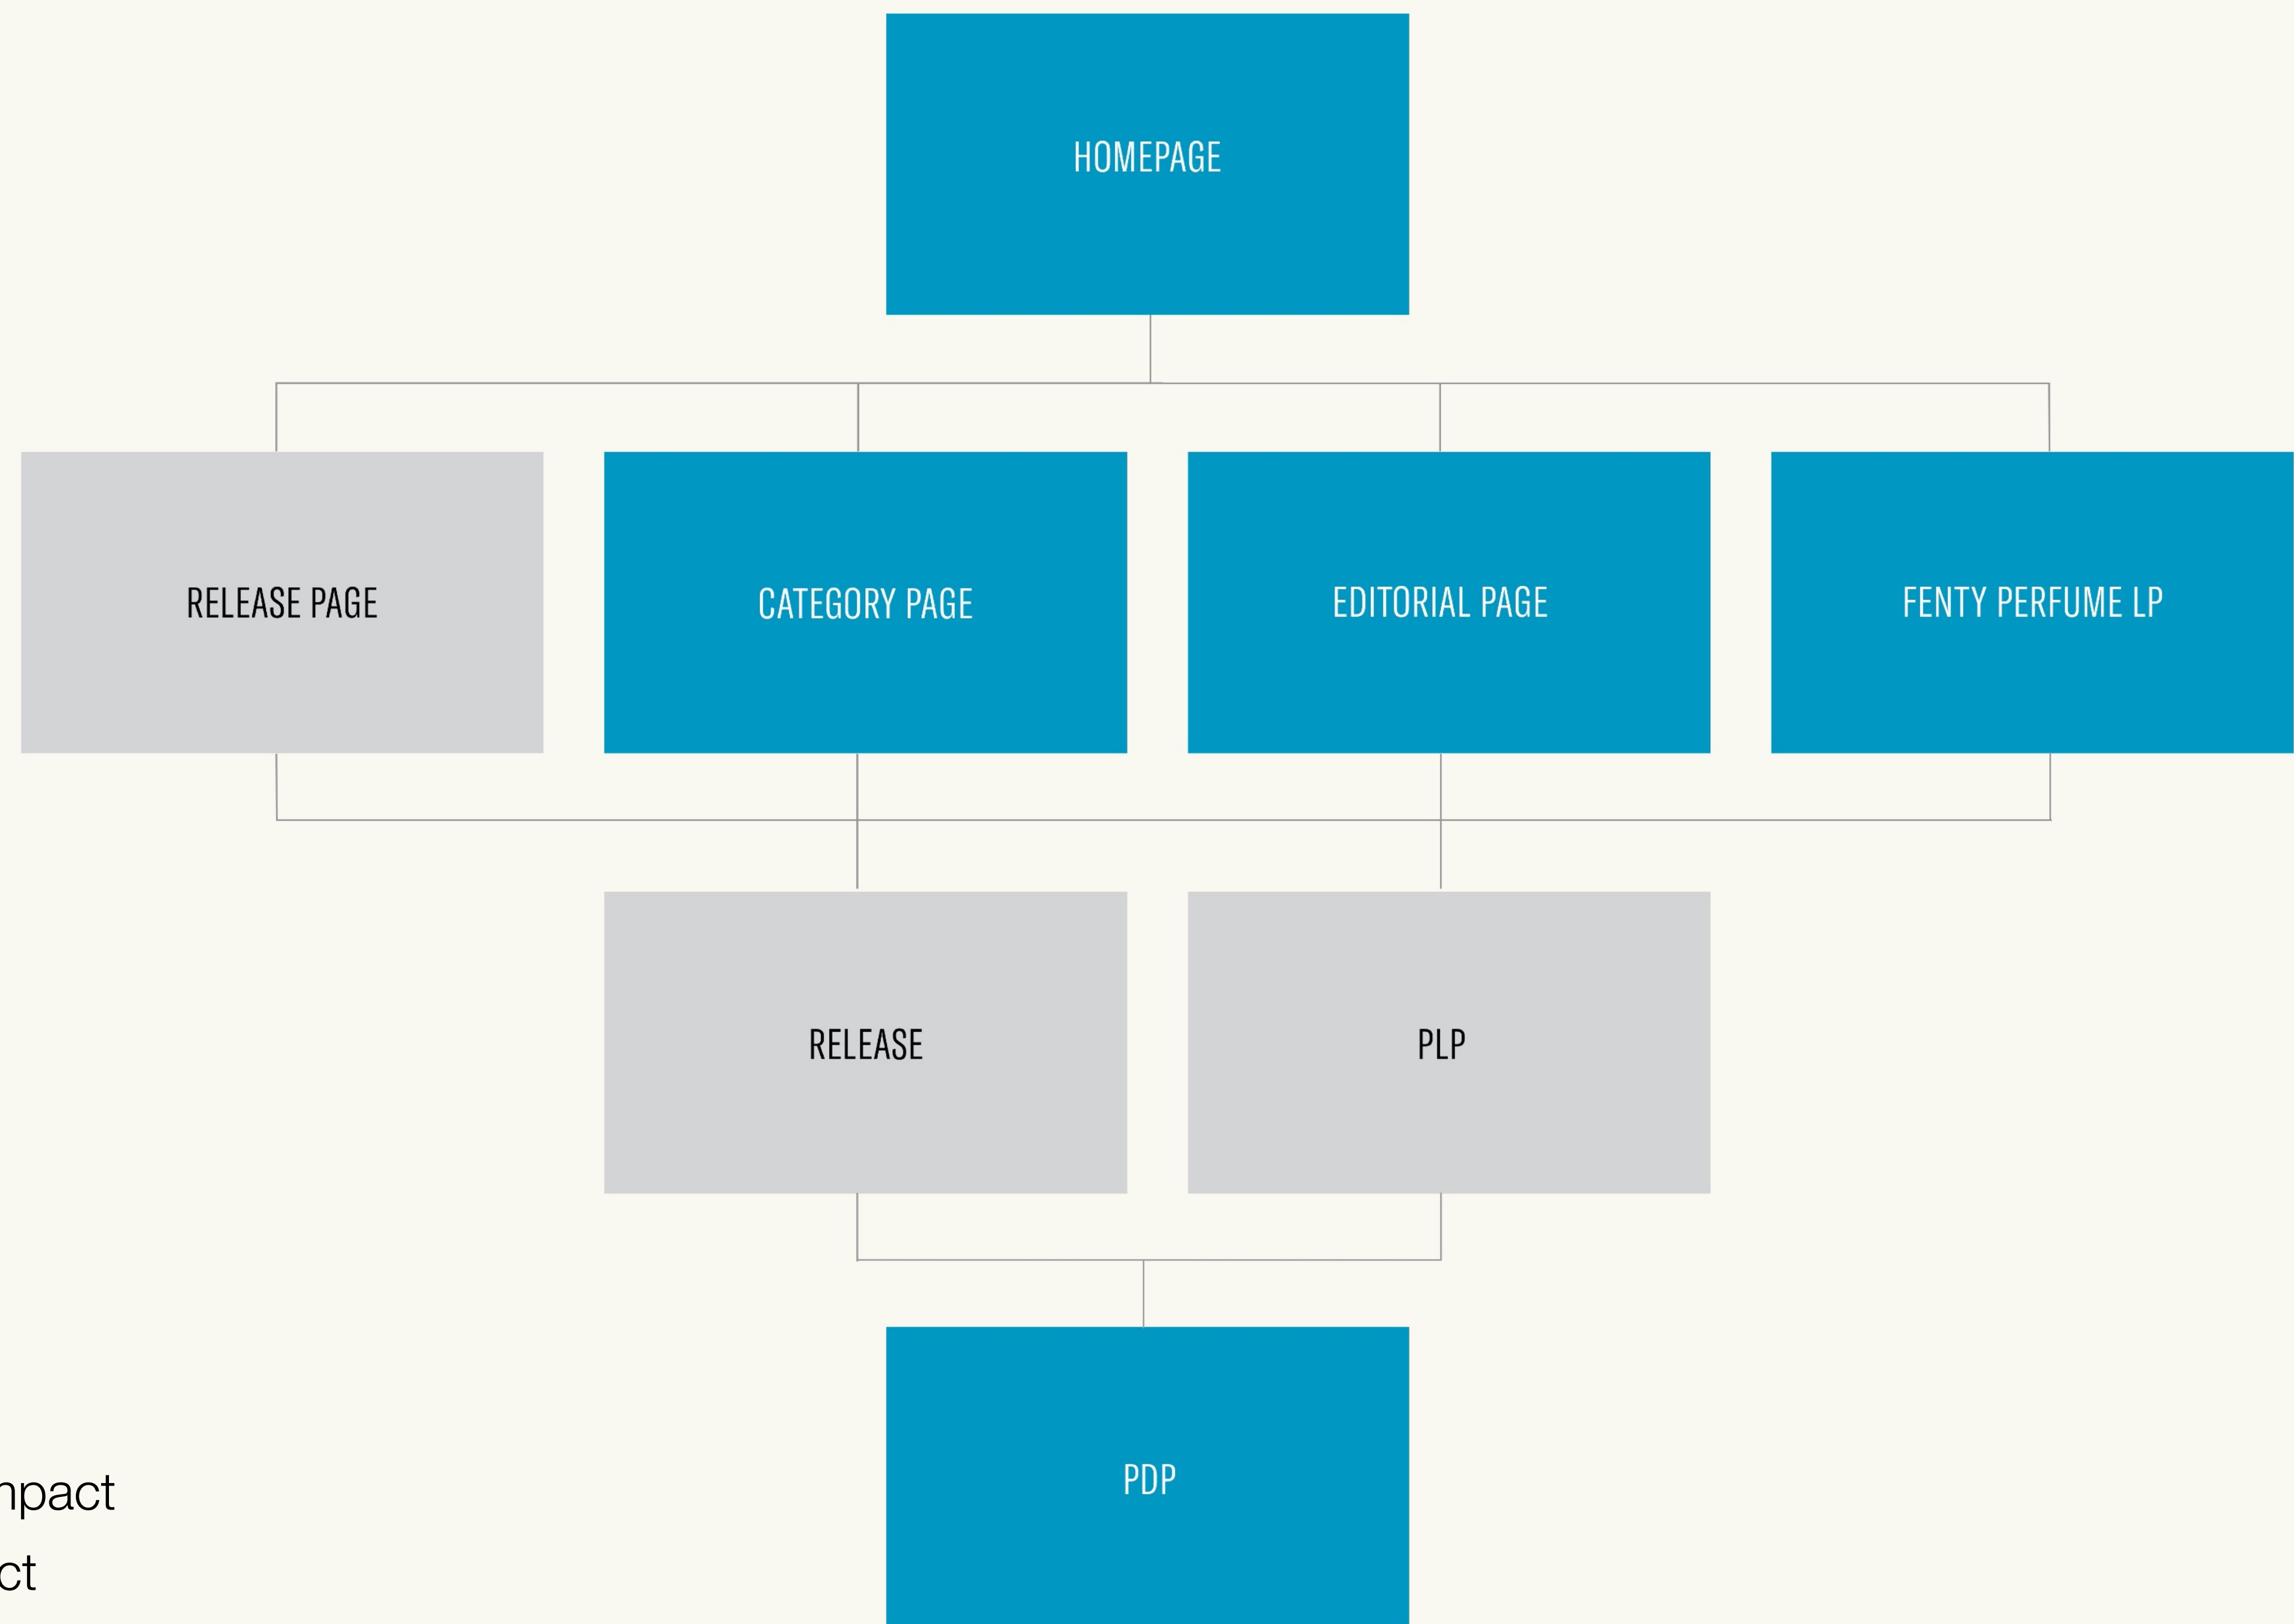 HOMEPAGE
RELEASE PAGE
CATEGORY PAGE
EDITORIAL PAGE
FENTY PERFUME LP
RELEASE
PLP
PDP